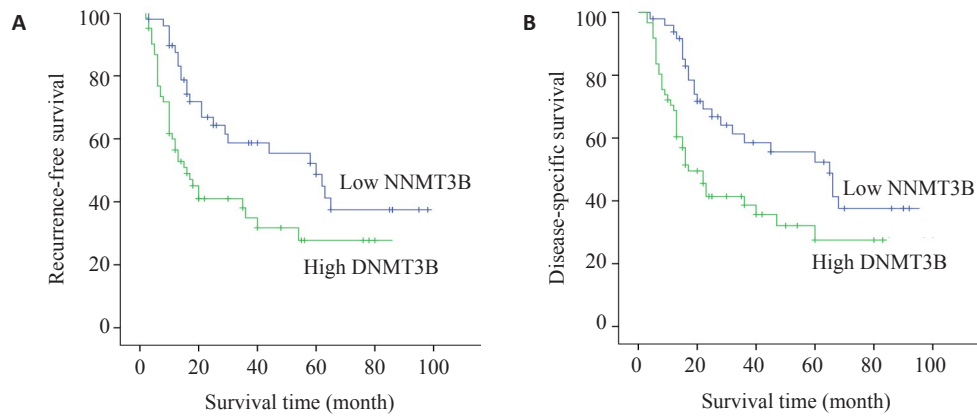 A
Recurrence-free survival
100
80
60
40
20
0
Low NNMT3B
High DNMT3B
0 20 40 60 80 100
Survival time (month)
B
Disease-specific survival
100
80
60
40
20
0
Low NNMT3B
High DNMT3B
0 20 40 60 80 100
Survival time (month)